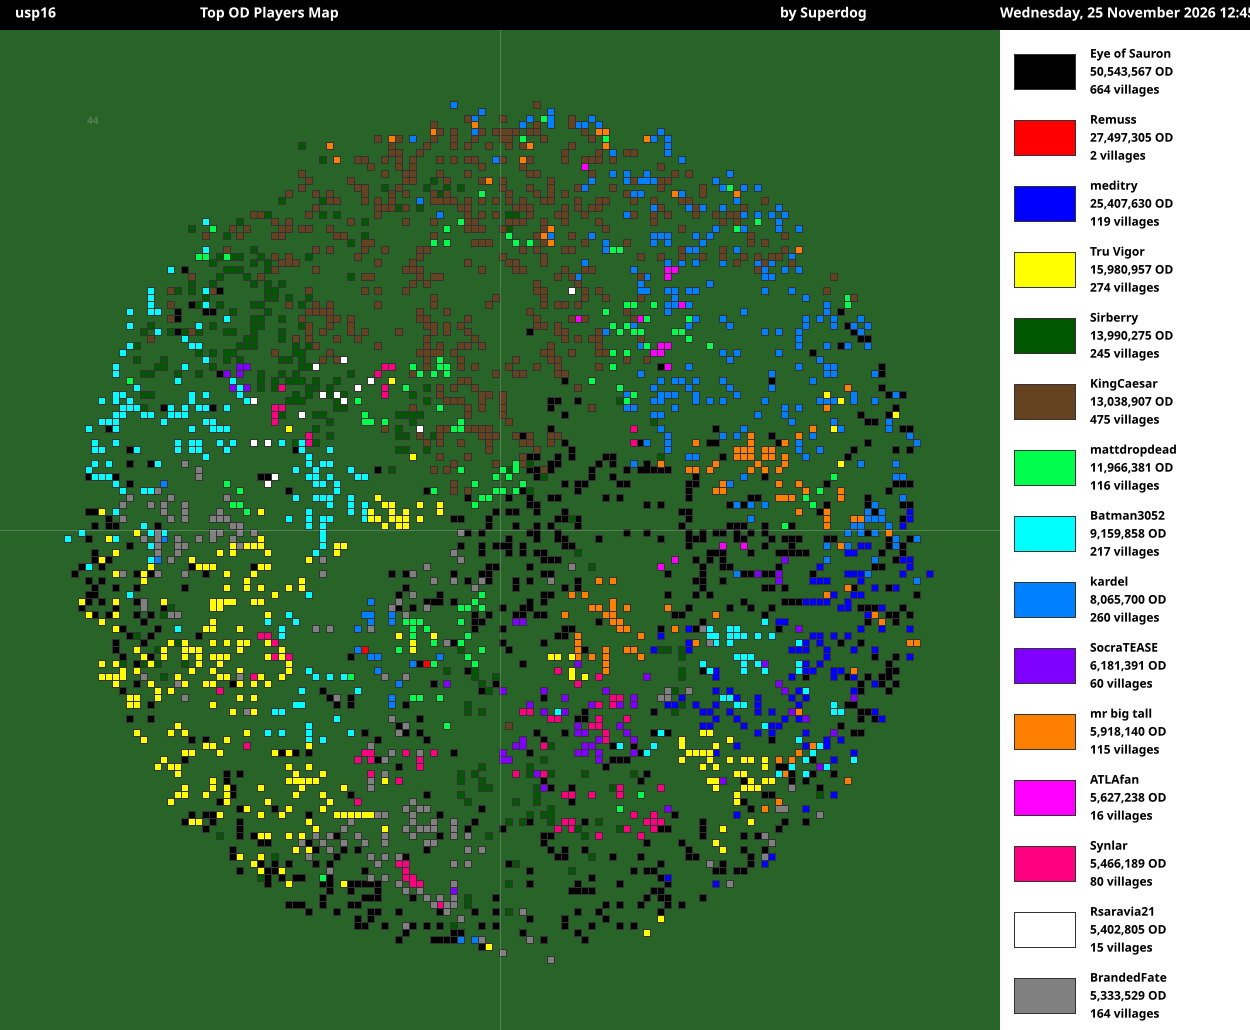 usp16 Top OD Players Map by Superdog Wednesday, 25 November 2026 12:45
44
Eye of Sauron
50,543,567 OD
664 villages
Remuss
27,497,305 OD
2 villages
meditry
25,407,630 OD
119 villages
Tru Vigor
15,980,957 OD
274 villages
Sirberry
13,990,275 OD
245 villages
KingCaesar
13,038,907 OD
475 villages
mattdropdead
11,966,381 OD
116 villages
Batman3052
9,159,858 OD
217 villages
kardel
8,065,700 OD
260 villages
SocraTEASE
6,181,391 OD
60 villages
mr big tall
5,918,140 OD
115 villages
ATLAfan
5,627,238 OD
16 villages
Synlar
5,466,189 OD
80 villages
Rsaravia21
5,402,805 OD
15 villages
BrandedFate
5,333,529 OD
164 villages